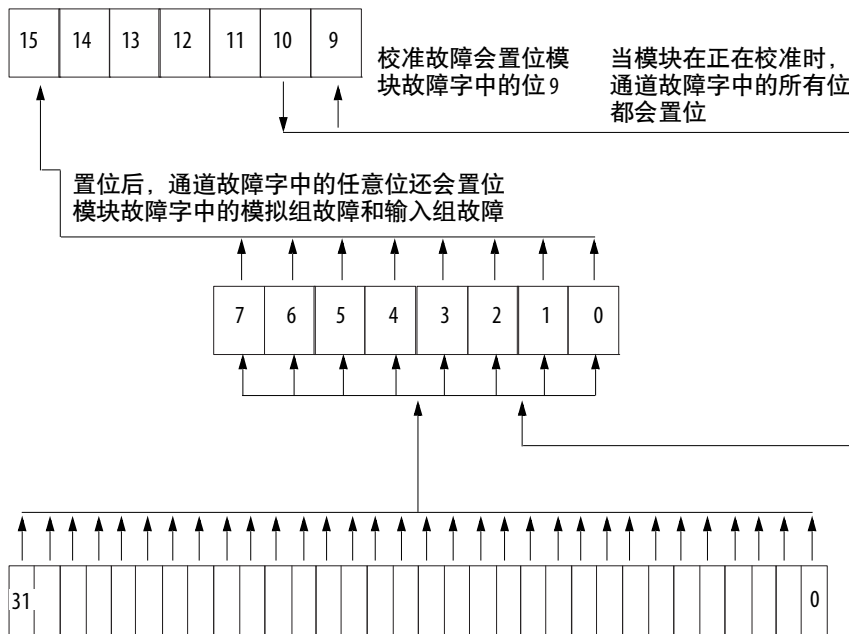 15 14 13 12 11 10 9
校准故障会置位模
块故障字中的位9
当模块在正在校准时，
通道故障字中的所有位
都会置位
置位后，通道故障字中的任意位还会置位
模块故障字中的模拟组故障和输入组故障
7 6 5 4 3 2 1 0
31 0